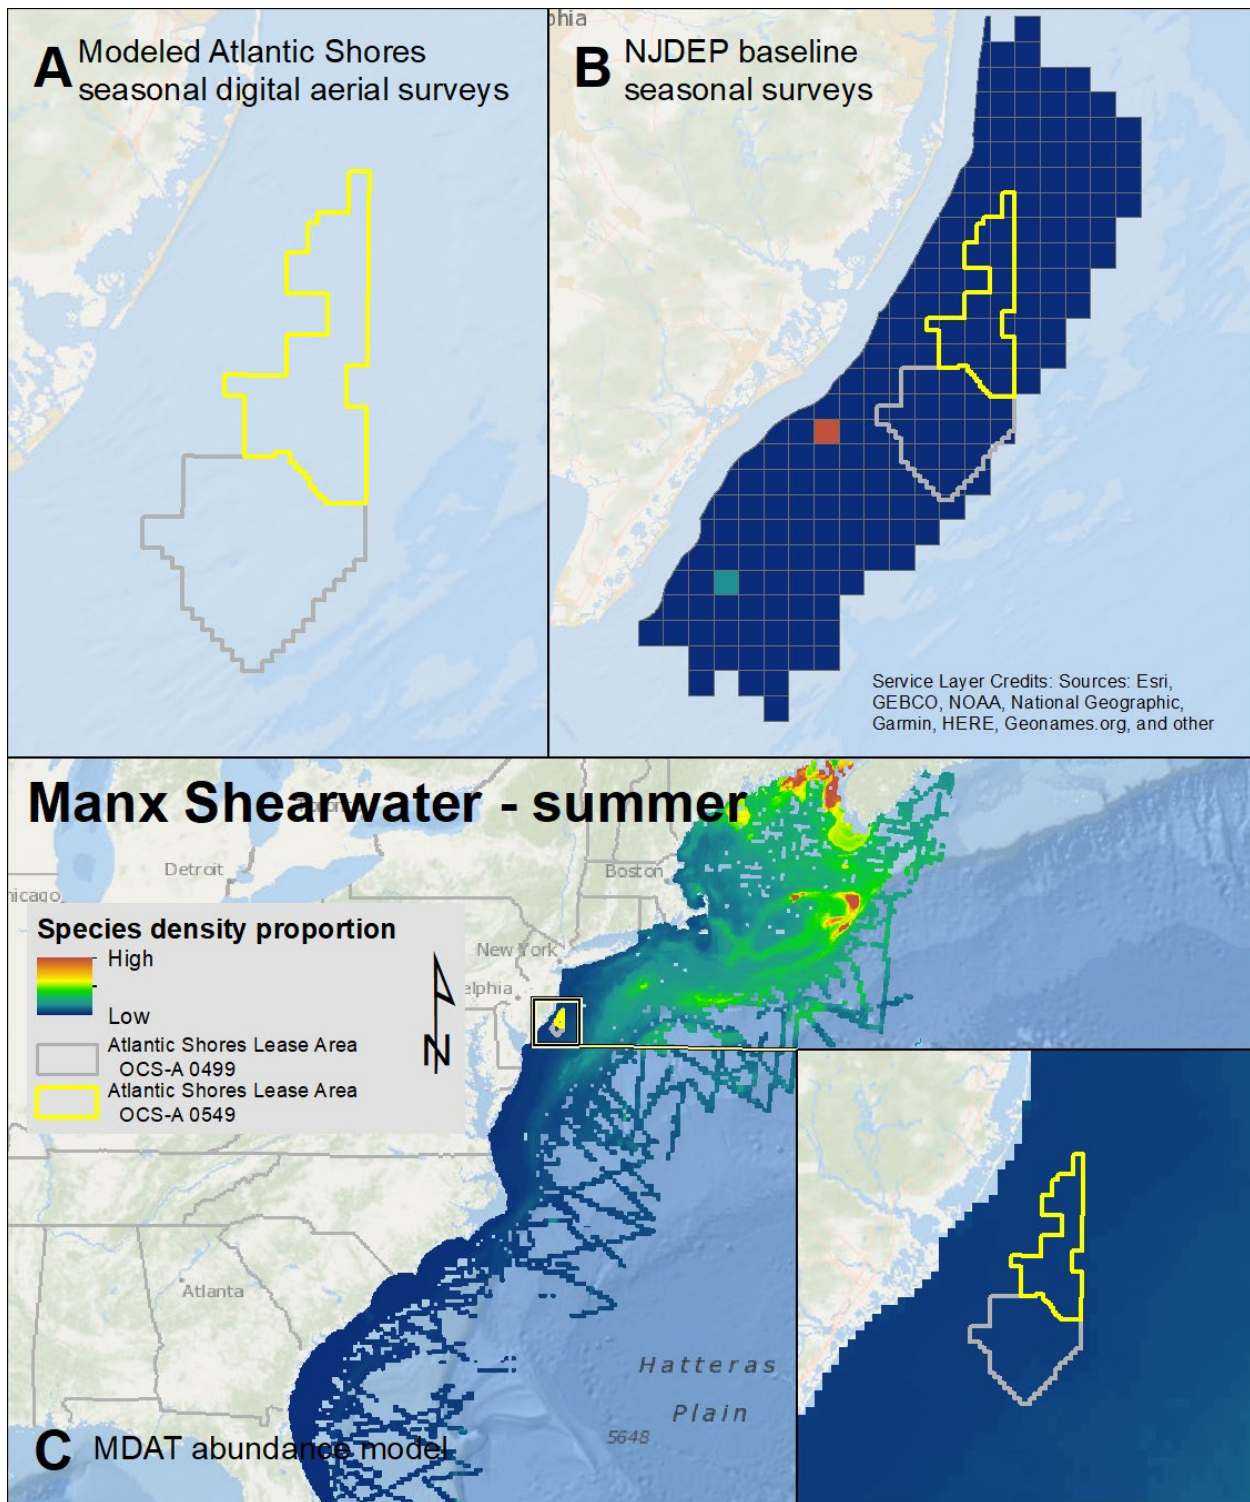 A Modeled Atlantic Shores
seasonal digital aerial surveys
phia
B NJDEP baseline
seasonal surveys
Service Layer Credits: Sources: Esri,
GEBCO, NOAA, National Geographic,
Garmin, HERE, Geonames.org, and other
Manx Shearwater - summer
Detroit
Boston
hicago
Species density proportion
High
Low
New York
elphia
Atlantic Shores Lease Area
OCS-A 0499
Atlantic Shores Lease Area
OCS-A 0549
N
Atlanta
Hatteras
Plain
5648
C MDAT abundance model